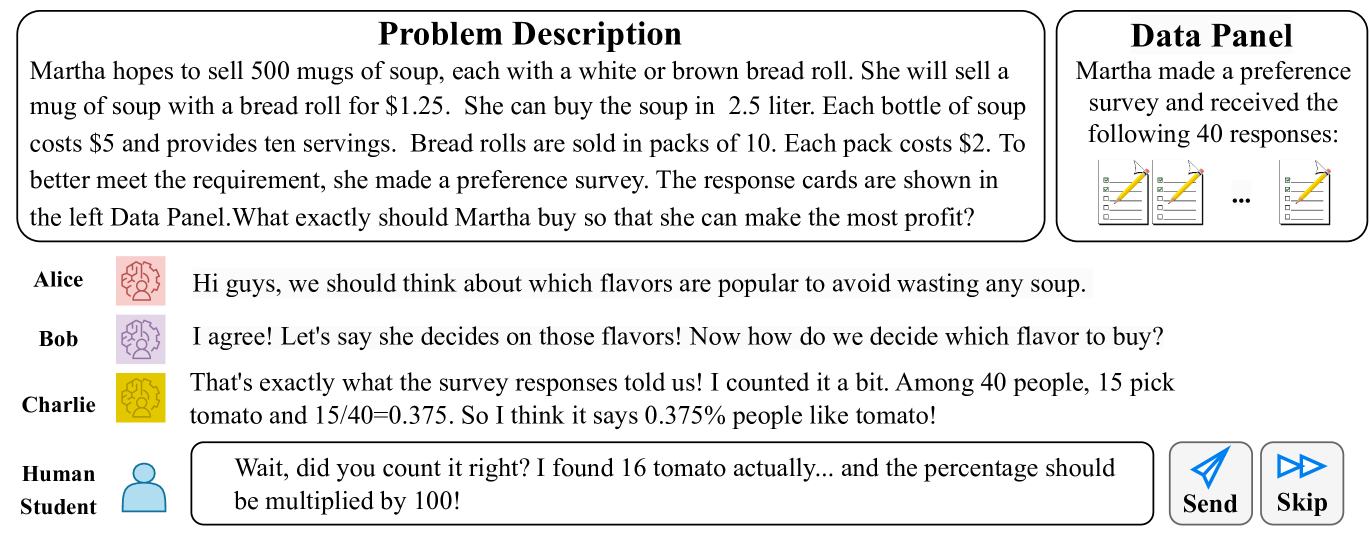 Problem Description
Martha hopes to sell 500 mugs of soup, each with a white or brown bread roll. She will sell a
mug of soup with a bread roll for $1.25. She can buy the soup in 2.5 liter. Each bottle of soup
costs $5 and provides ten servings. Bread rolls are sold in packs of 10. Each pack costs $2. To
better meet the requirement, she made a preference survey. The response cards are shown in
the left Data Panel.What exactly should Martha buy so that she can make the most profit?
Data Panel
Martha made a preference
survey and received the
following 40 responses:
...
Alice
Hi guys, we should think about which flavors are popular to avoid wasting any soup.
Bob
I agree! Let's say she decides on those flavors! Now how do we decide which flavor to buy?
Charlie
That's exactly what the survey responses told us! I counted it a bit. Among 40 people, 15 pick
tomato and 15/40=0.375. So I think it says 0.375% people like tomato!
Human
Student
Wait, did you count it right? I found 16 tomato actually... and the percentage should
be multiplied by 100!
Send
Skip